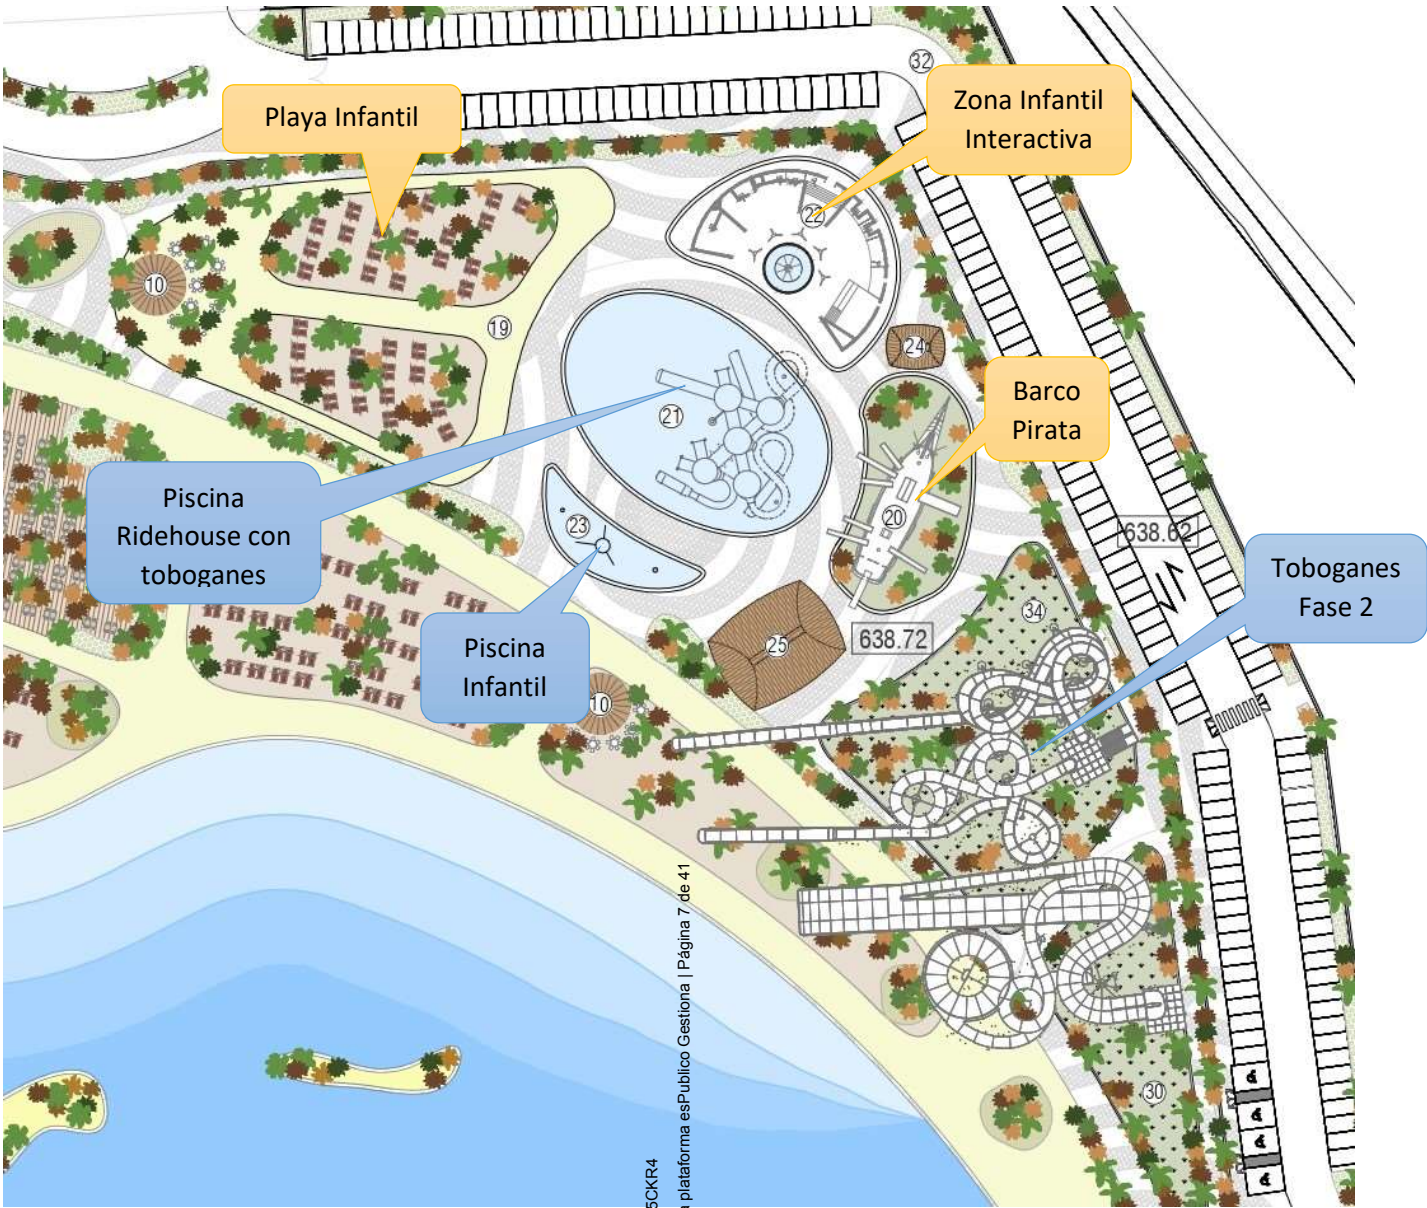 32
Playa Infantil
Zona Infantil
Interactiva
22
10
19
24
Barco
Pirata
21
Piscina
Ridehouse con
toboganes
23
20
638.62
Toboganes
Fase 2
34
Piscina
Infantil
25
638.72
10
30
5CKR4
a plataforma esPublico Gestiona | Página 7 de 41